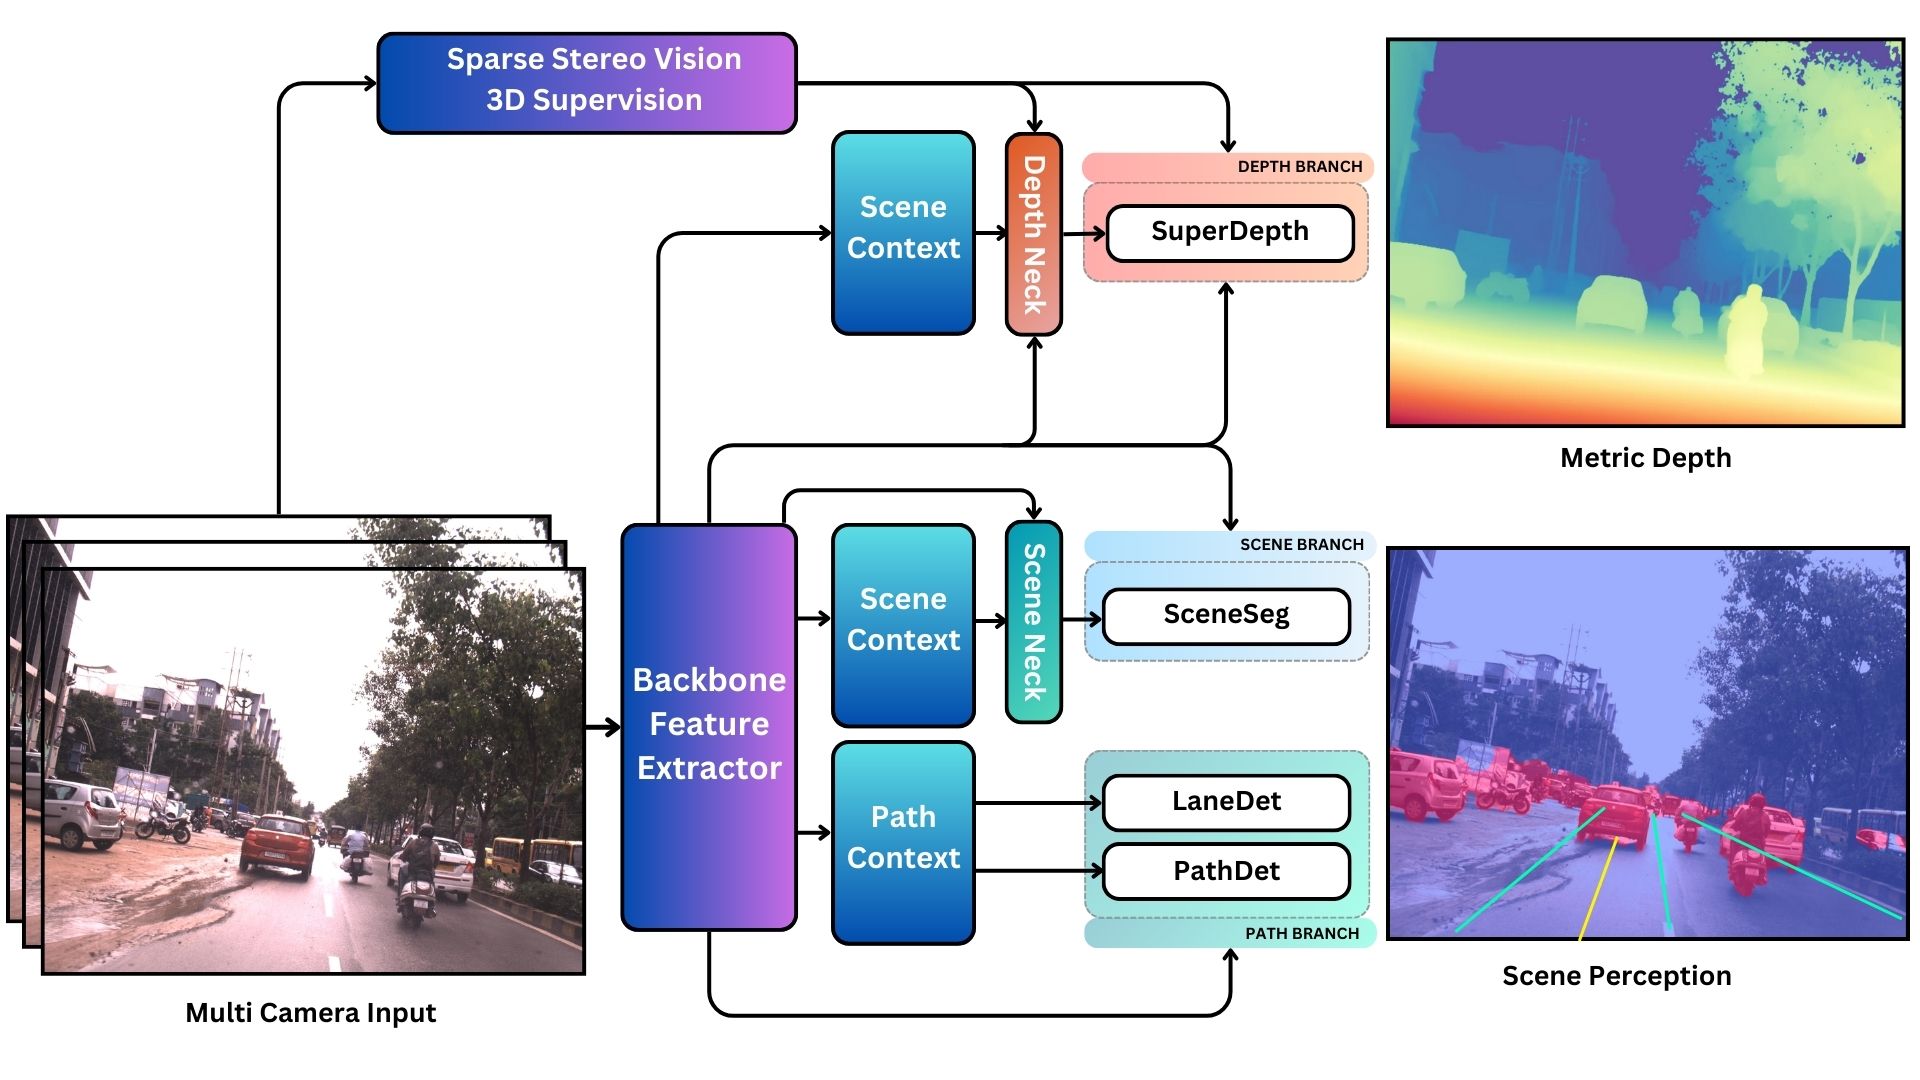 Sparse Stereo Vision
3D Supervision
Scene
Context
Depth Neck
DEPTH BRANCH
SuperDepth
Metric Depth
Backbone
Feature
Extractor
Scene
Context
Scene Neck
SCENE BRANCH
SceneSeg
Path
Context
LaneDet
PathDet
PATH BRANCH
Scene Perception
Multi Camera Input